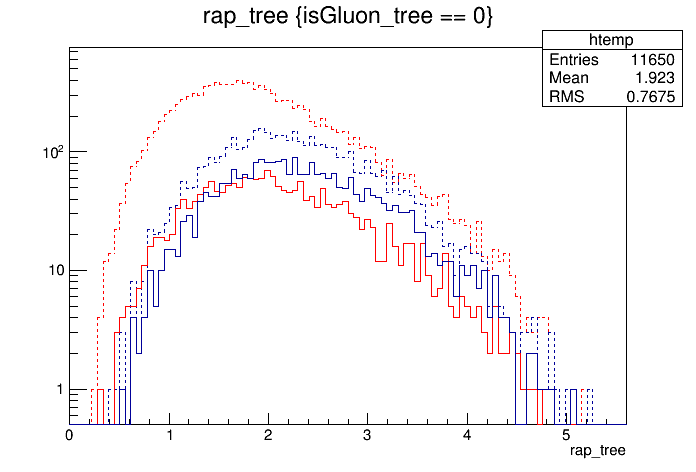 rap_tree {isGluon_tree == 0}
htemp
Entries 11650
Mean 1.923
RMS 0.7675
10²
10
1
0 1 2 3 4 5
rap_tree